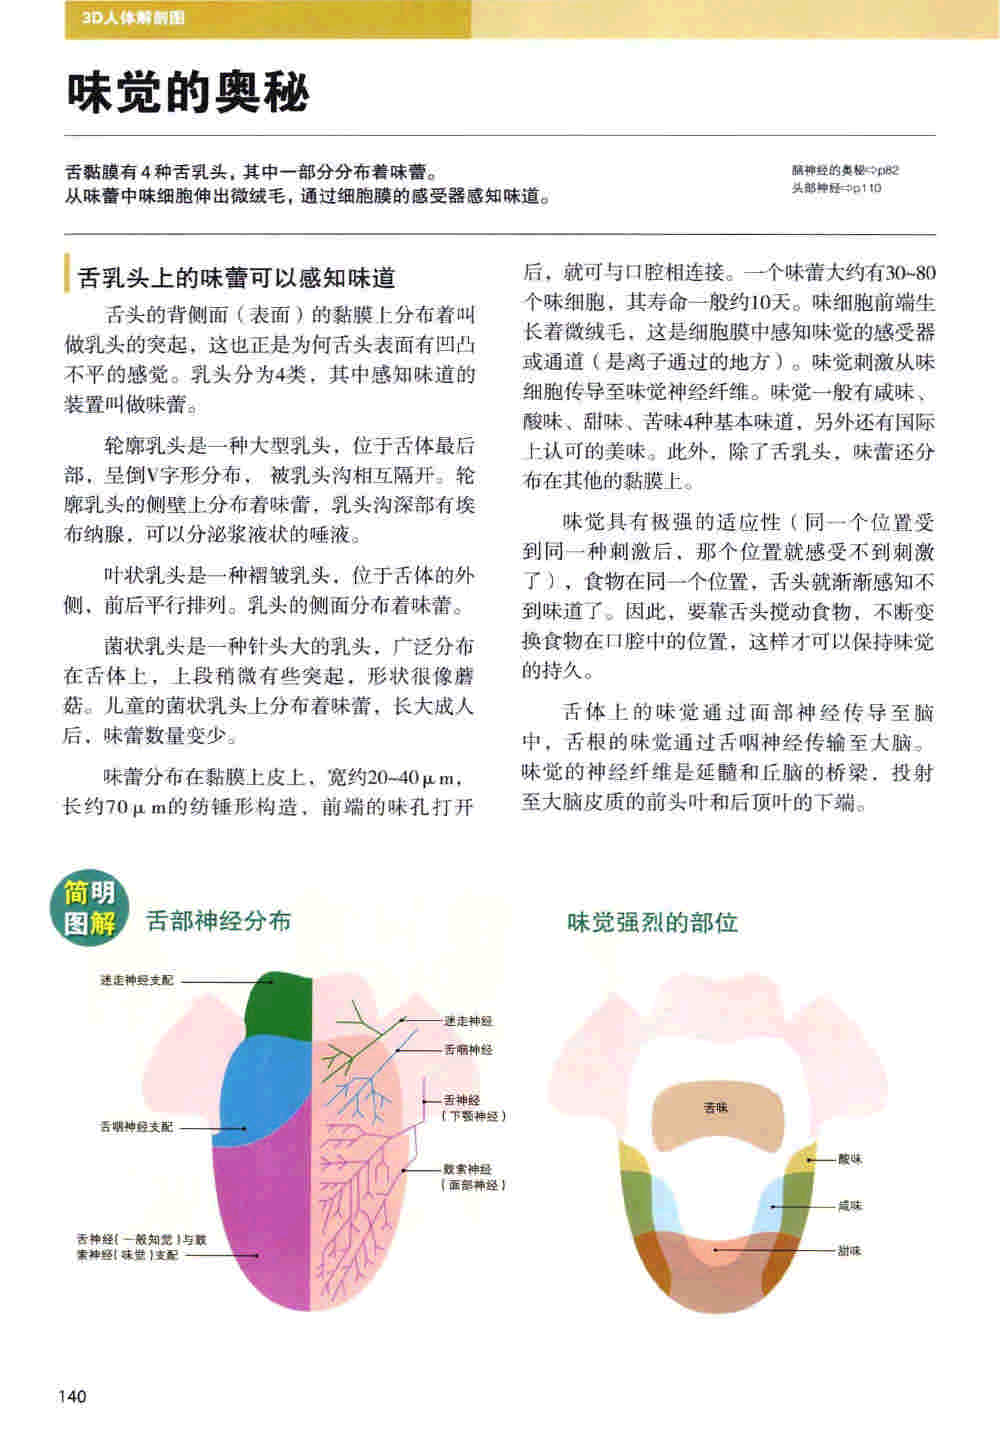 3D人体解剖图
味觉的奥秘
舌黏膜有4种舌乳头，其中一部分分布着味蕾。
从味蕾中味细胞伸出微绒毛，通过细胞膜的感受器感知味道。
脑神经的奥秘⇨p82
头部神经⇨p110
舌乳头上的味蕾可以感知味道
舌头的背侧面（表面）的黏膜上分布着叫
做乳头的突起，这也正是为何舌头表面有凹凸
不平的感觉。乳头分为4类，其中感知味道的
装置叫做味蕾。
轮廓乳头是一种大型乳头，位于舌体最后
部，呈倒V字形分布， 被乳头沟相互隔开。轮
廓乳头的侧壁上分布着味蕾，乳头沟深部有埃
布纳腺，可以分泌浆液状的唾液。
叶状乳头是一种褶皱乳头，位于舌体的外
侧，前后平行排列。乳头的侧面分布着味蕾。
菌状乳头是一种针头大的乳头，广泛分布
在舌体上，上段稍微有些突起，形状很像蘑
菇。儿童的菌状乳头上分布着味蕾，长大成人
后，味蕾数量变少。
味蕾分布在黏膜上皮上，宽约20~40μm，
长约70μm的纺锤形构造，前端的味孔打开
后，就可与口腔相连接。一个味蕾大约有30~80
个味细胞，其寿命一般约10天。味细胞前端生
长着微绒毛，这是细胞膜中感知味觉的感受器
或通道（是离子通过的地方）。味觉刺激从味
细胞传导至味觉神经纤维。味觉一般有咸味、
酸味、甜味、苦味4种基本味道，另外还有国际
上认可的美味。此外，除了舌乳头，味蕾还分
布在其他的黏膜上。
味觉具有极强的适应性（同一个位置受
到同一种刺激后，那个位置就感受不到刺激
了），食物在同一个位置，舌头就渐渐感知不
到味道了。因此，要靠舌头搅动食物，不断变
换食物在口腔中的位置，这样才可以保持味觉
的持久。
舌体上的味觉通过面部神经传导至脑
中，舌根的味觉通过舌咽神经传输至大脑。
味觉的神经纤维是延髓和丘脑的桥梁，投射
至大脑皮质的前头叶和后顶叶的下端。
简明
图解
舌部神经分布
迷走神经支配
舌咽神经支配
舌神经(一般知觉)与鼓
索神经(味觉)支配
迷走神经
舌咽神经
舌神经
（下颚神经）
鼓索神经
（面部神经）
味觉强烈的部位
苦味
酸味
咸味
甜味
140